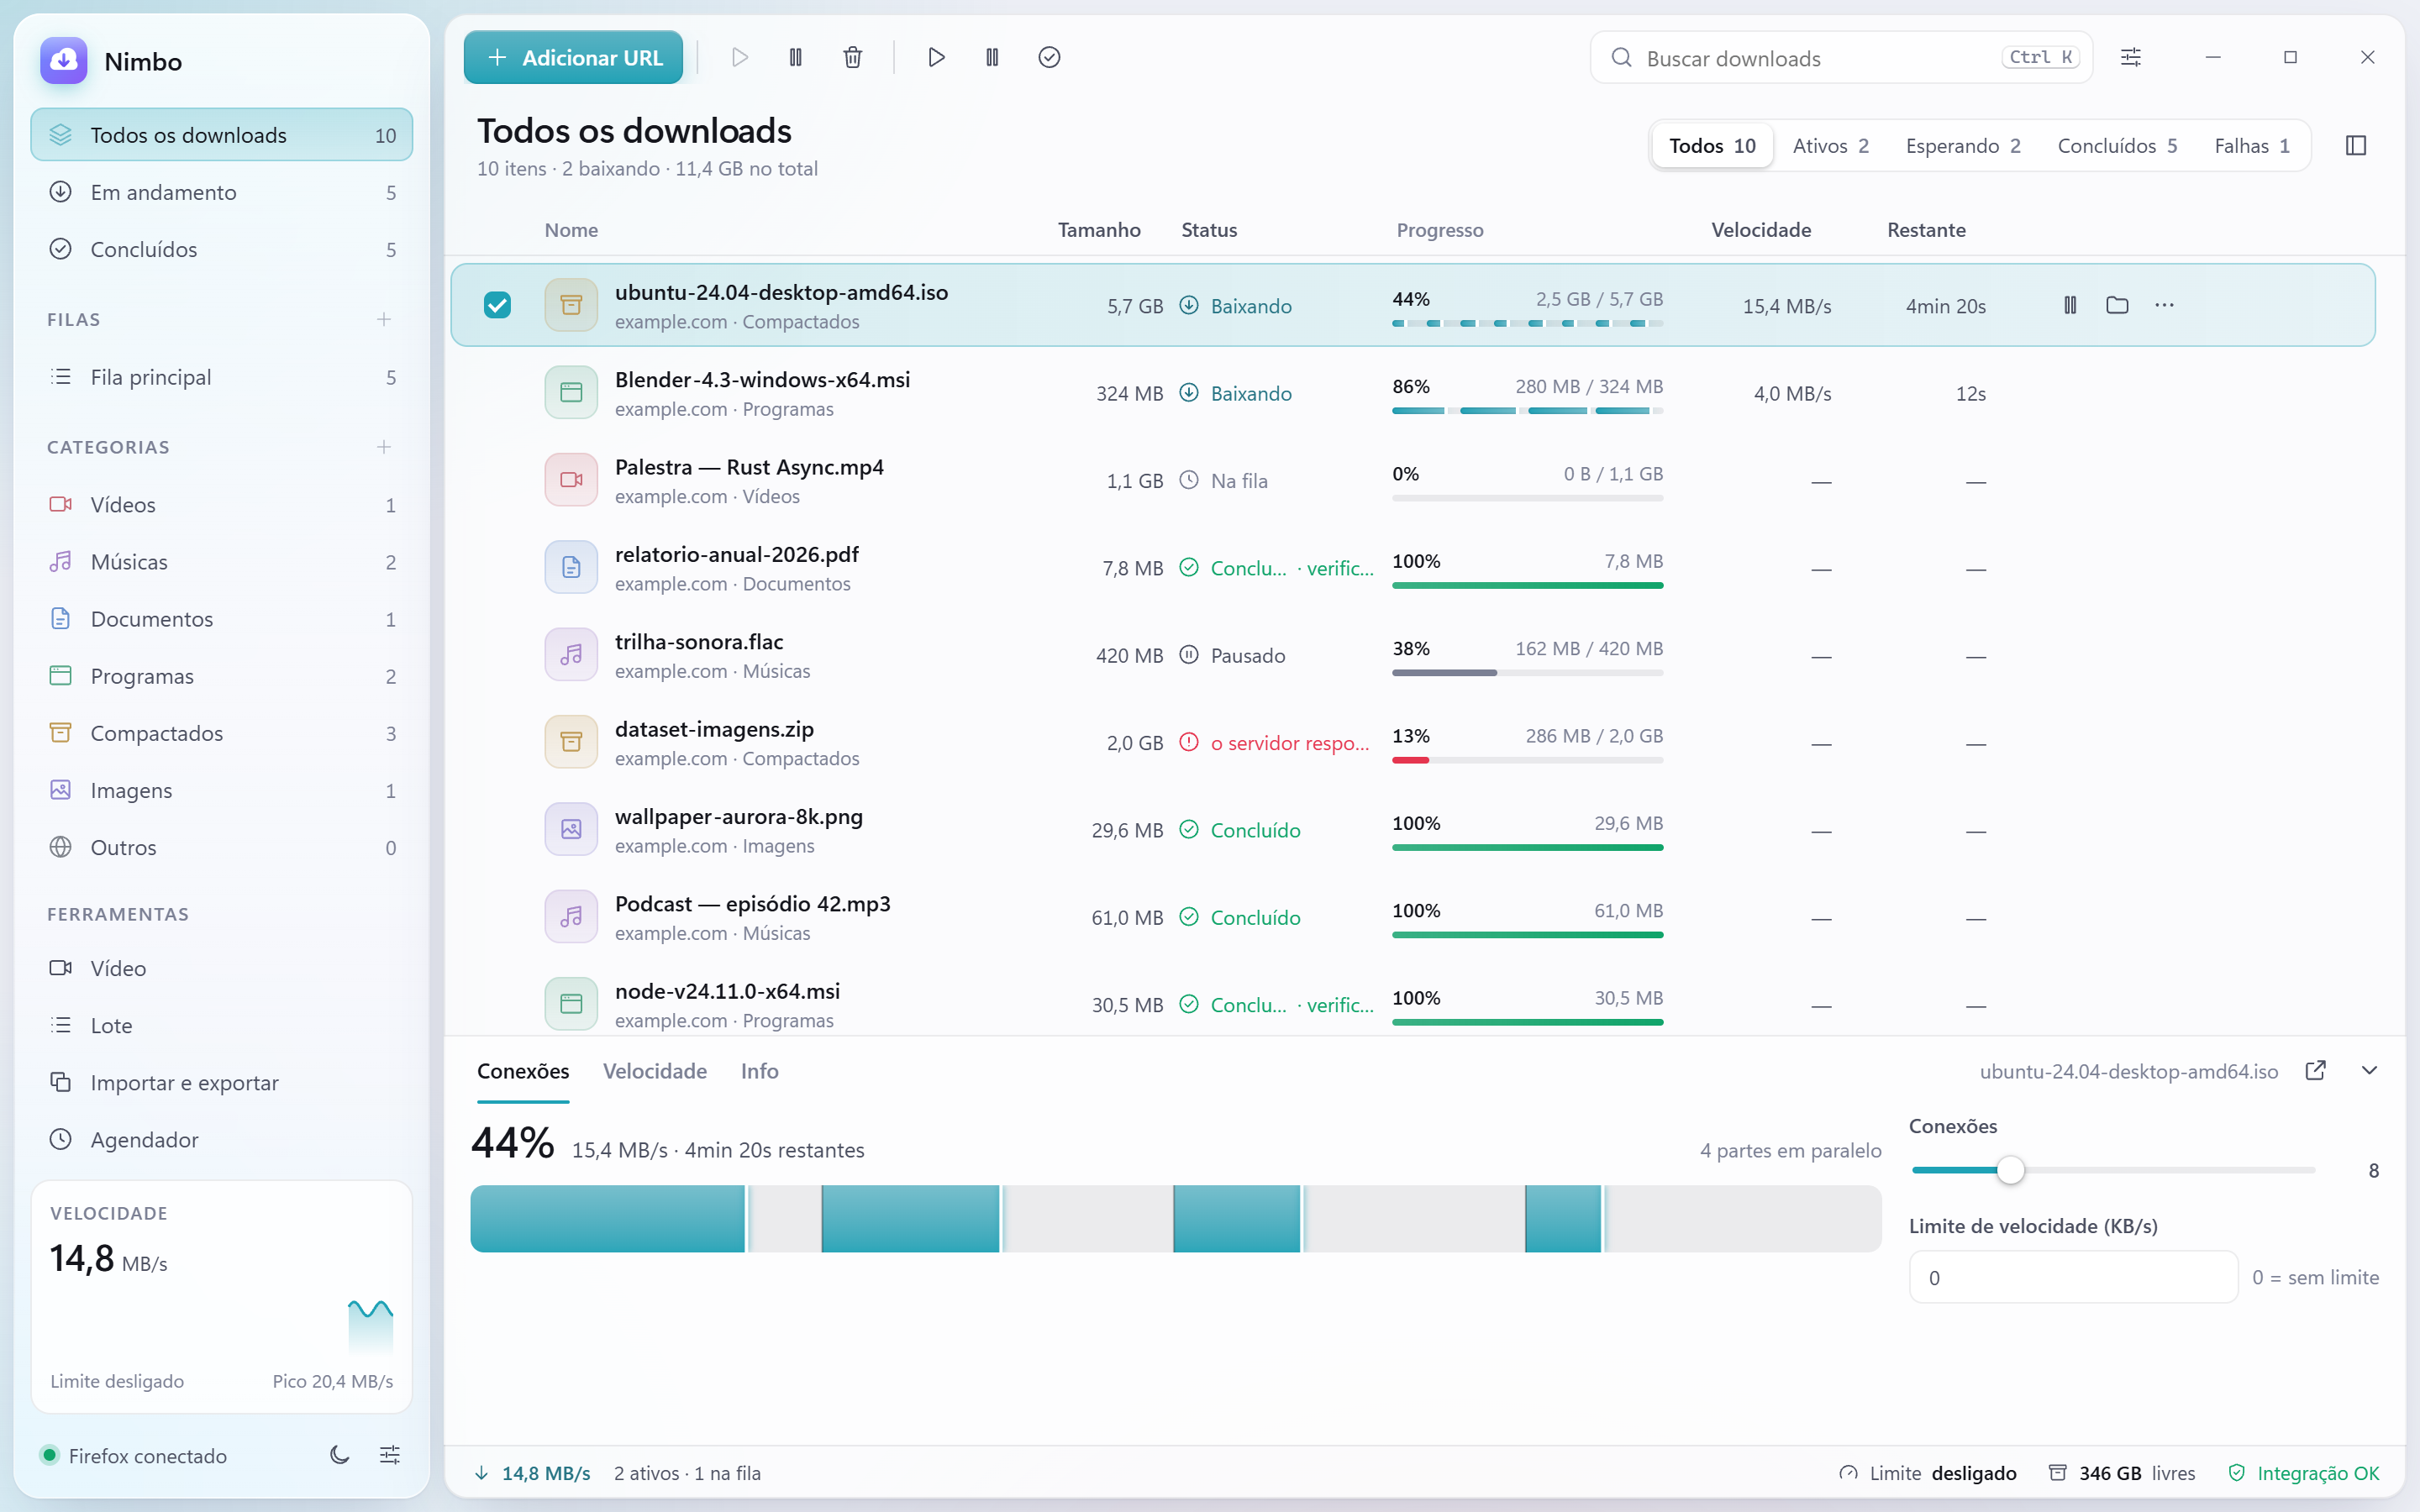 Nimbo
Todos os downloads 10
Em andamento 5
Concluídos 5
FILAS
Fila principal 5
CATEGORIAS
Vídeos 1
Músicas 2
Documentos 1
Programas 2
Compactados 3
Imagens 1
Outros 0
FERRAMENTAS
Vídeo
Lote
Importar e exportar
Agendador
VELOCIDADE
14,8 MB/s
Limite desligado Pico 20,4 MB/s
Firefox conectado
Adicionar URL Buscar downloads Ctrl K
Todos os downloads
10 itens · 2 baixando · 11,4 GB no total
Todos 10 Ativos 2 Esperando 2 Concluídos 5 Falhas 1
Nome Tamanho Status Progresso Velocidade Restante
ubuntu-24.04-desktop-amd64.iso
example.com · Compactados
5,7 GB Baixando 44% 2,5 GB / 5,7 GB 15,4 MB/s 4min 20s
Blender-4.3-windows-x64.msi
example.com · Programas
324 MB Baixando 86% 280 MB / 324 MB 4,0 MB/s 12s
Palestra — Rust Async.mp4
example.com · Vídeos
1,1 GB Na fila 0% 0 B / 1,1 GB — —
relatorio-anual-2026.pdf
example.com · Documentos
7,8 MB Conclu... · verific... 100% 7,8 MB — —
trilha-sonora.flac
example.com · Músicas
420 MB Pausado 38% 162 MB / 420 MB — —
dataset-imagens.zip
example.com · Compactados
2,0 GB o servidor respo... 13% 286 MB / 2,0 GB — —
wallpaper-aurora-8k.png
example.com · Imagens
29,6 MB Concluído 100% 29,6 MB — —
Podcast — episódio 42.mp3
example.com · Músicas
61,0 MB Concluído 100% 61,0 MB — —
node-v24.11.0-x64.msi
example.com · Programas
30,5 MB Conclu... · verific... 100% 30,5 MB — —
Conexões Velocidade Info ubuntu-24.04-desktop-amd64.iso
44% 15,4 MB/s · 4min 20s restantes 4 partes em paralelo
Conexões
8
Limite de velocidade (KB/s)
0 0 = sem limite
14,8 MB/s 2 ativos · 1 na fila Limite desligado 346 GB livres Integração OK